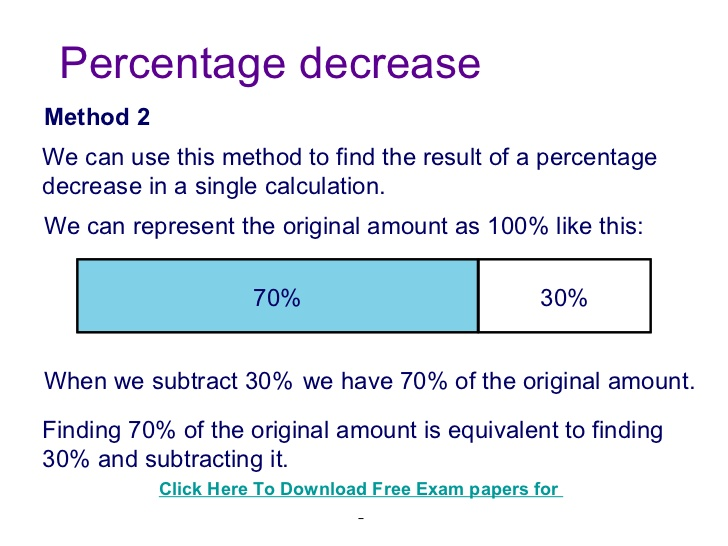 Percentage decrease
Method 2
We can use this method to find the result of a percentage
decrease in a single calculation.
We can represent the original amount as 100% like this:
70% 30%
When we subtract 30% we have 70% of the original amount.
Finding 70% of the original amount is equivalent to finding
30% and subtracting it.
Click Here To Download Free Exam papers for